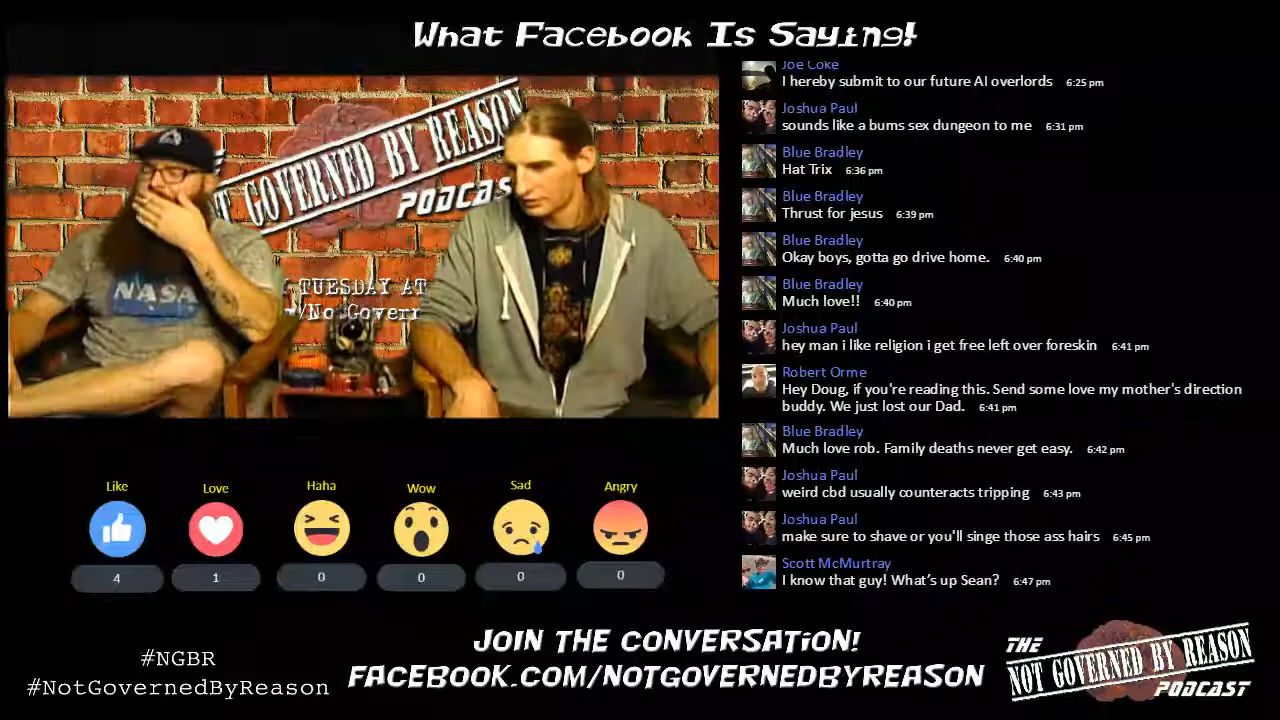 What Facebook Is Saying!
T GOVERNED BY REASON
PODCAS
NASA
TUESDAY AT
/No Governe
Joe Coke
I hereby submit to our future AI overlords 6:25 pm
Joshua Paul
sounds like a bums sex dungeon to me 6:31 pm
Blue Bradley
Hat Trix 6:36 pm
Blue Bradley
Thrust for jesus 6:39 pm
Blue Bradley
Okay boys, gotta go drive home. 6:40 pm
Blue Bradley
Much love!! 6:40 pm
Joshua Paul
hey man i like religion i get free left over foreskin 6:41 pm
Robert Orme
Hey Doug, if you're reading this. Send some love my mother's direction
buddy. We just lost our Dad. 6:41 pm
Blue Bradley
Much love rob. Family deaths never get easy. 6:42 pm
Joshua Paul
weird cbd usually counteracts tripping 6:43 pm
Joshua Paul
make sure to shave or you'll singe those ass hairs 6:45 pm
Scott McMurtray
I know that guy! What's up Sean? 6:47 pm
Like Love Haha Wow Sad Angry
4 1 0 0 0 0
#NGBR
#NotGovernedByReason
JOIN THE CONVERSATION!
FACEBOOK.COM/NOTGOVERNEDBYREASON
THE
NOT GOVERNED BY REASON
PODCAST